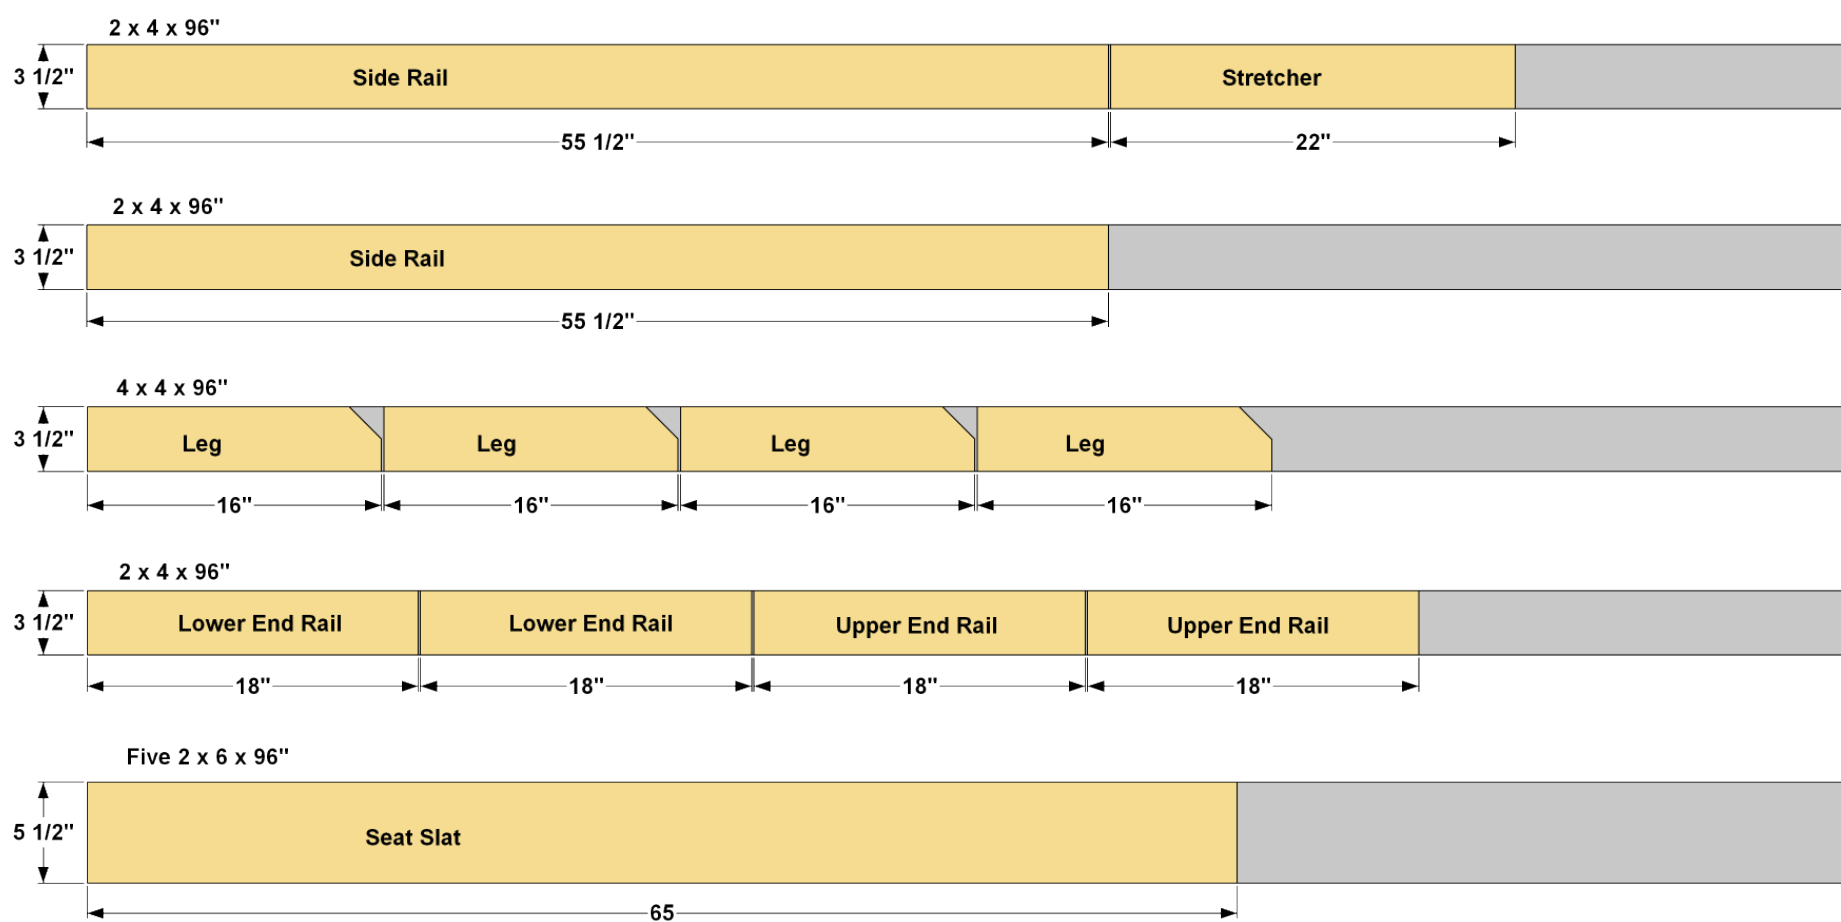 2 x 4 x 96"
3 1/2"
Side Rail
Stretcher
55 1/2"
22"
2 x 4 x 96"
3 1/2"
Side Rail
55 1/2"
4 x 4 x 96"
3 1/2"
Leg
Leg
Leg
Leg
16"
16"
16"
16"
2 x 4 x 96"
3 1/2"
Lower End Rail
Lower End Rail
Upper End Rail
Upper End Rail
18"
18"
18"
18"
Five 2 x 6 x 96"
5 1/2"
Seat Slat
65